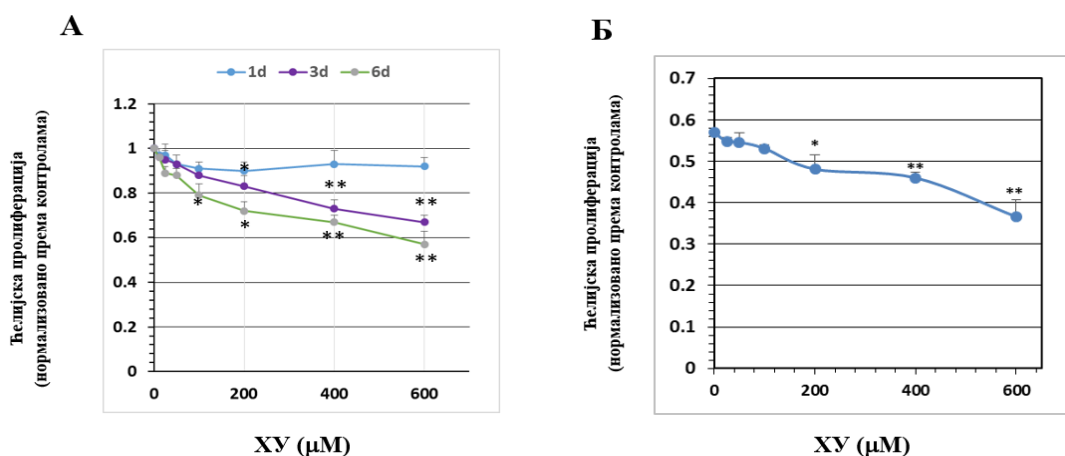 А
1d 3d 6d
Ћелијска пролиферација
(нормализовано према контролама)
1.2
1
0.8
0.6
0.4
0.2
0
*
**
**
*
*
**
**
0 200 400 600
ХУ (μM)
Б
Ћелијска пролиферација
(нормализовано према контролама)
0.7
0.6
0.5
0.4
0.3
0.2
0.1
0
*
**
**
0 200 400 600
ХУ (μM)